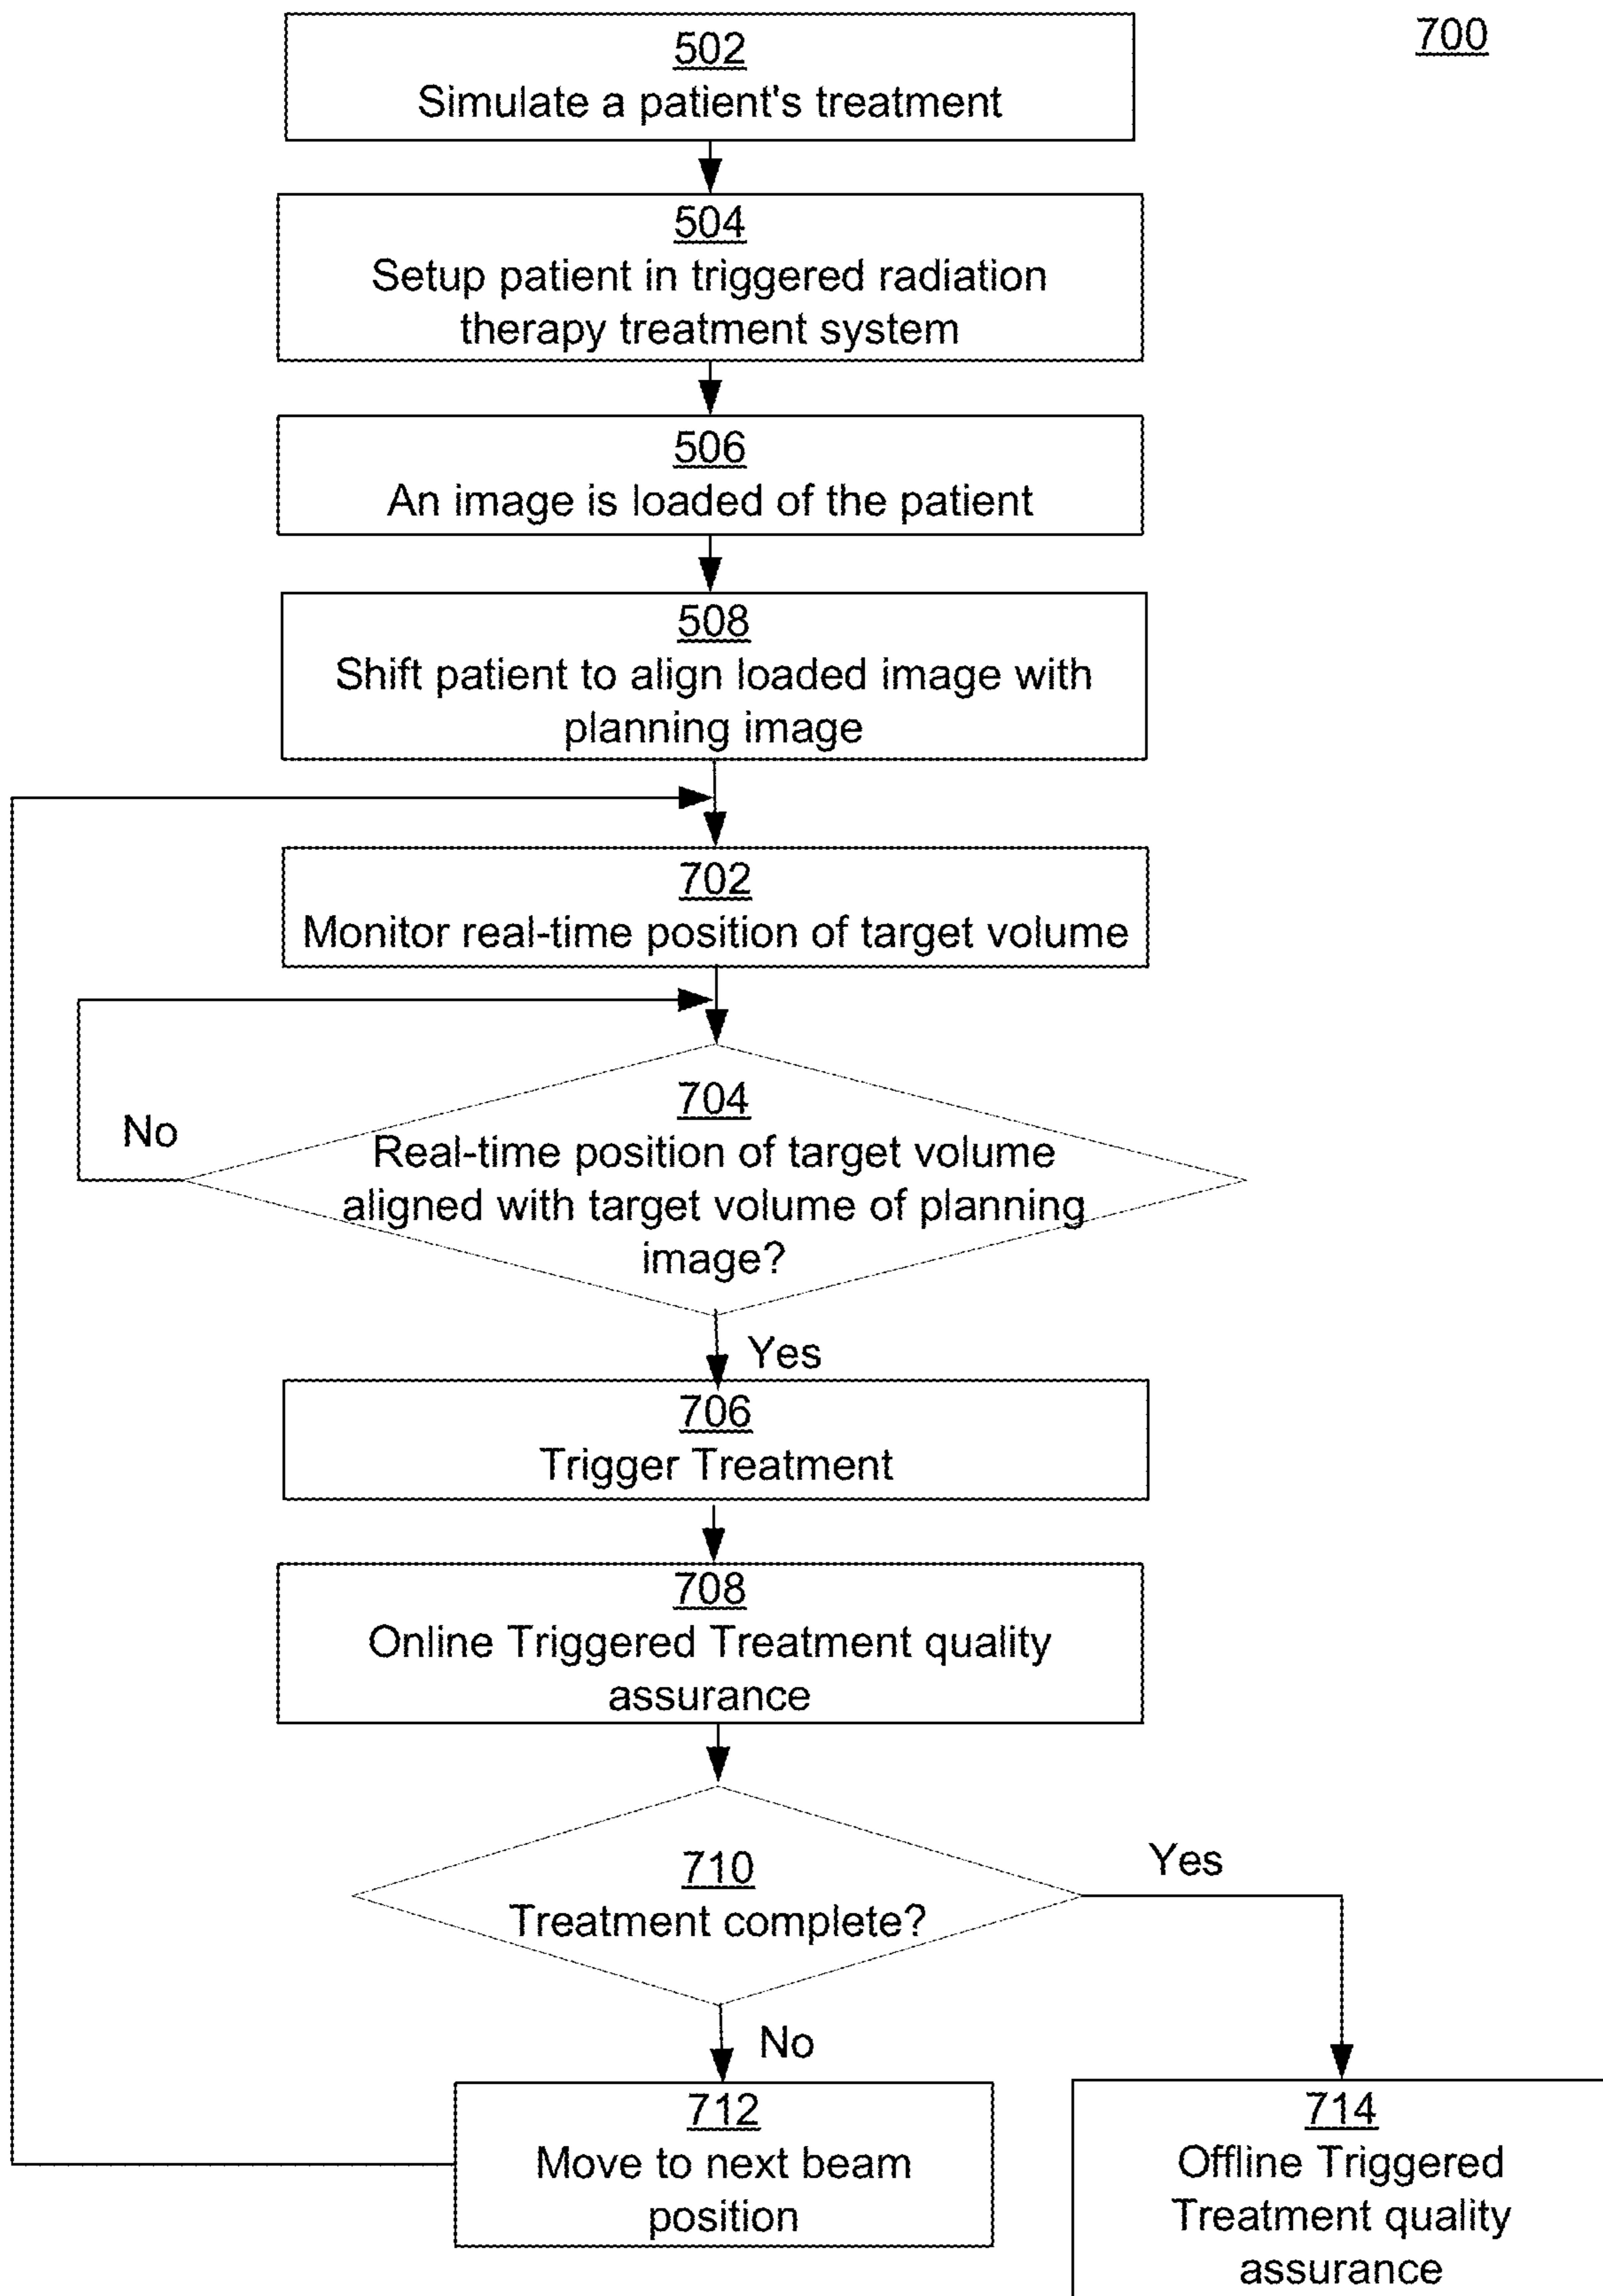 700
502
Simulate a patient's treatment
504
Setup patient in triggered radiation
therapy treatment system
506
An image is loaded of the patient
508
Shift patient to align loaded image with
planning image
702
Monitor real-time position of target volume
704
No
Real-time position of target volume
aligned with target volume of planning
image?
Yes
706
Trigger Treatment
708
Online Triggered Treatment quality
assurance
710
Yes
Treatment complete?
No
712
Move to next beam
position
714
Offline Triggered
Treatment quality
assurance